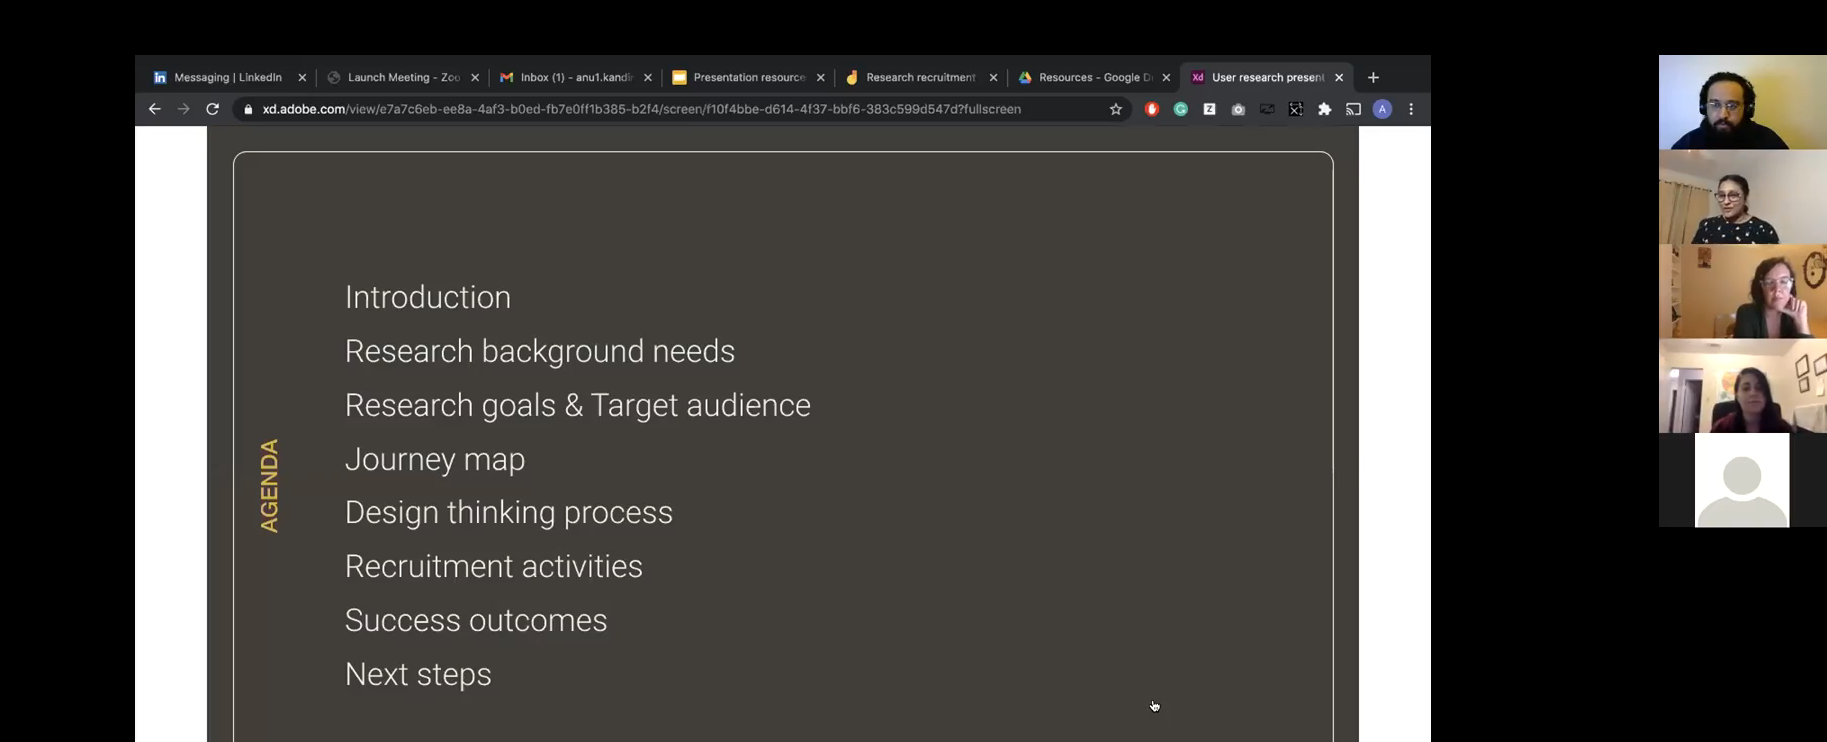 Messaging | LinkedIn
Launch Meeting - Zoo
Inbox (1) - anu1.kandi
Presentation resource
Research recruitment
Resources - Google D
User research present
xd.adobe.com/view/e7a7c6eb-ee8a-4af3-b0ed-fb7e0ff1b385-b2f4/screen/f10f4bbe-d614-4f37-bbf6-383c599d547d?fullscreen
AGENDA
Introduction
Research background needs
Research goals & Target audience
Journey map
Design thinking process
Recruitment activities
Success outcomes
Next steps